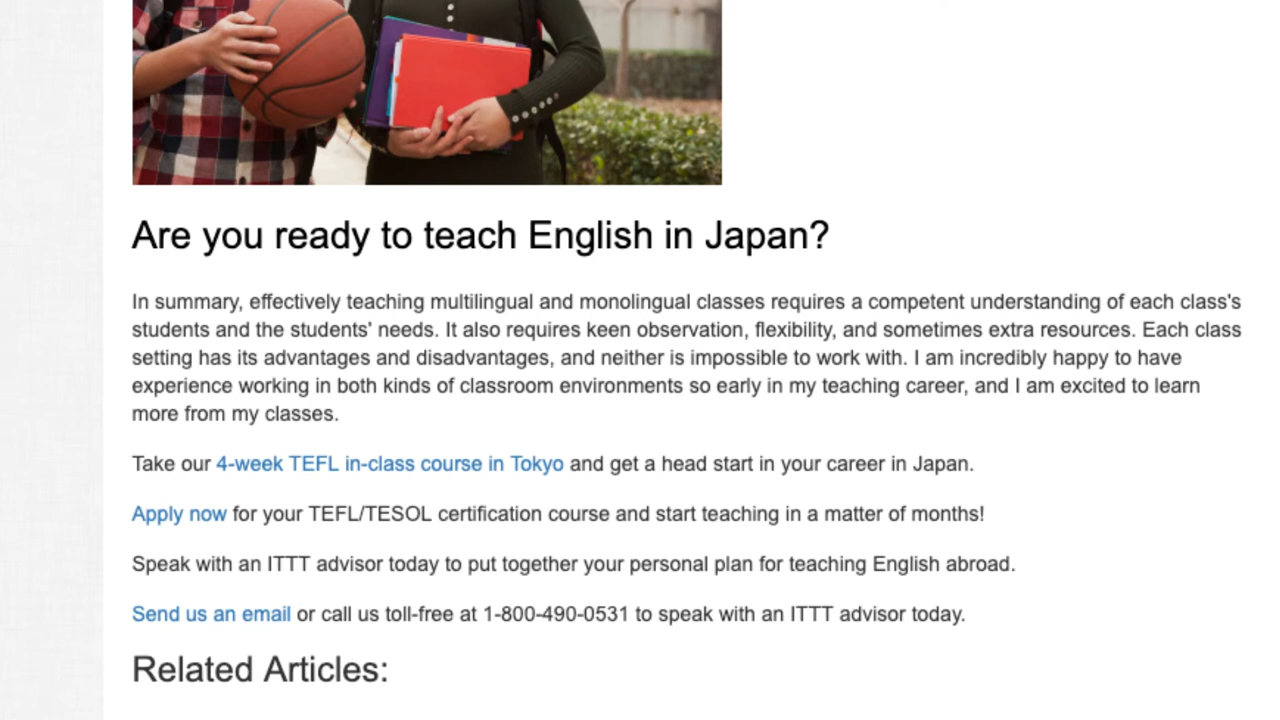 Are you ready to teach English in Japan?
In summary, effectively teaching multilingual and monolingual classes requires a competent understanding of each class's
students and the students' needs. It also requires keen observation, flexibility, and sometimes extra resources. Each class
setting has its advantages and disadvantages, and neither is impossible to work with. I am incredibly happy to have
experience working in both kinds of classroom environments so early in my teaching career, and I am excited to learn
more from my classes.
Take our 4-week TEFL in-class course in Tokyo and get a head start in your career in Japan.
Apply now for your TEFL/TESOL certification course and start teaching in a matter of months!
Speak with an ITTT advisor today to put together your personal plan for teaching English abroad.
Send us an email or call us toll-free at 1-800-490-0531 to speak with an ITTT advisor today.
Related Articles: